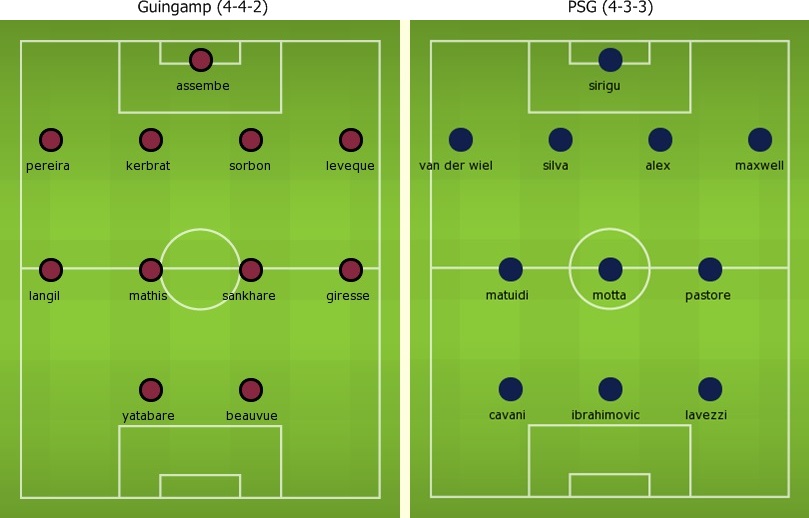 Guingamp (4-4-2)
assembe
pereira kerbrat sorbon leveque
langil mathis sankhare giresse
yatabare beauvue
PSG (4-3-3)
sirigu
van der wiel silva alex maxwell
matuidi motta pastore
cavani ibrahimovic lavezzi